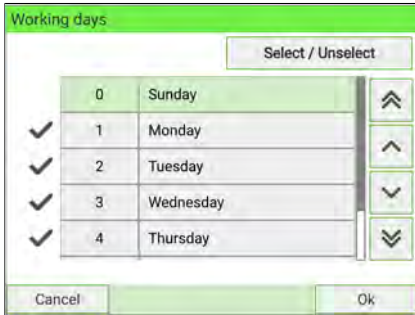 Working days
Select / Unselect
0 Sunday
1 Monday
2 Tuesday
3 Wednesday
4 Thursday
Cancel Ok